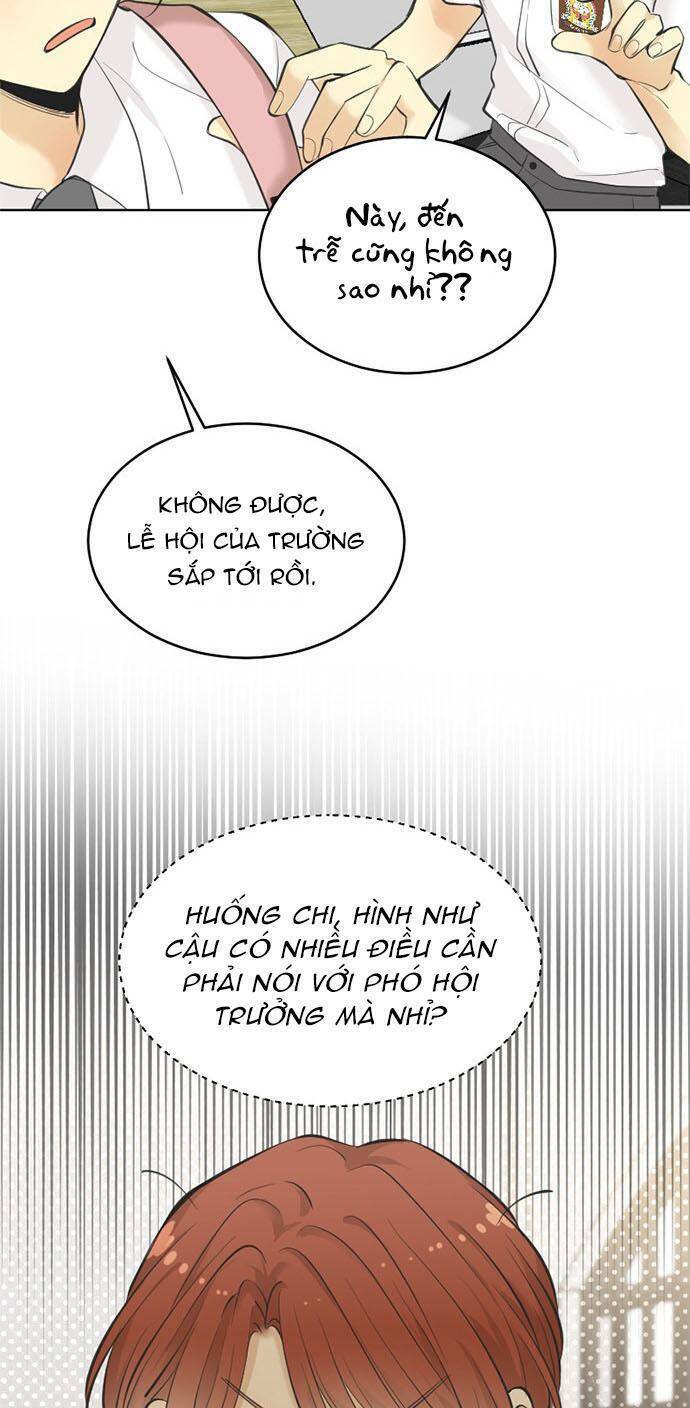 Này, đến
trễ cũng không
sao nhỉ??
KHÔNG ĐƯỢC,
LỄ HỘI CỦA TRƯỜNG
SẮP TỚI RỒI.
HUỐNG CHI, HÌNH NHƯ
CẬU CÓ NHIỀU ĐIỀU CẦN
PHẢI NÓI VỚI PHÓ HỘI
TRƯỞNG MÀ NHỈ?